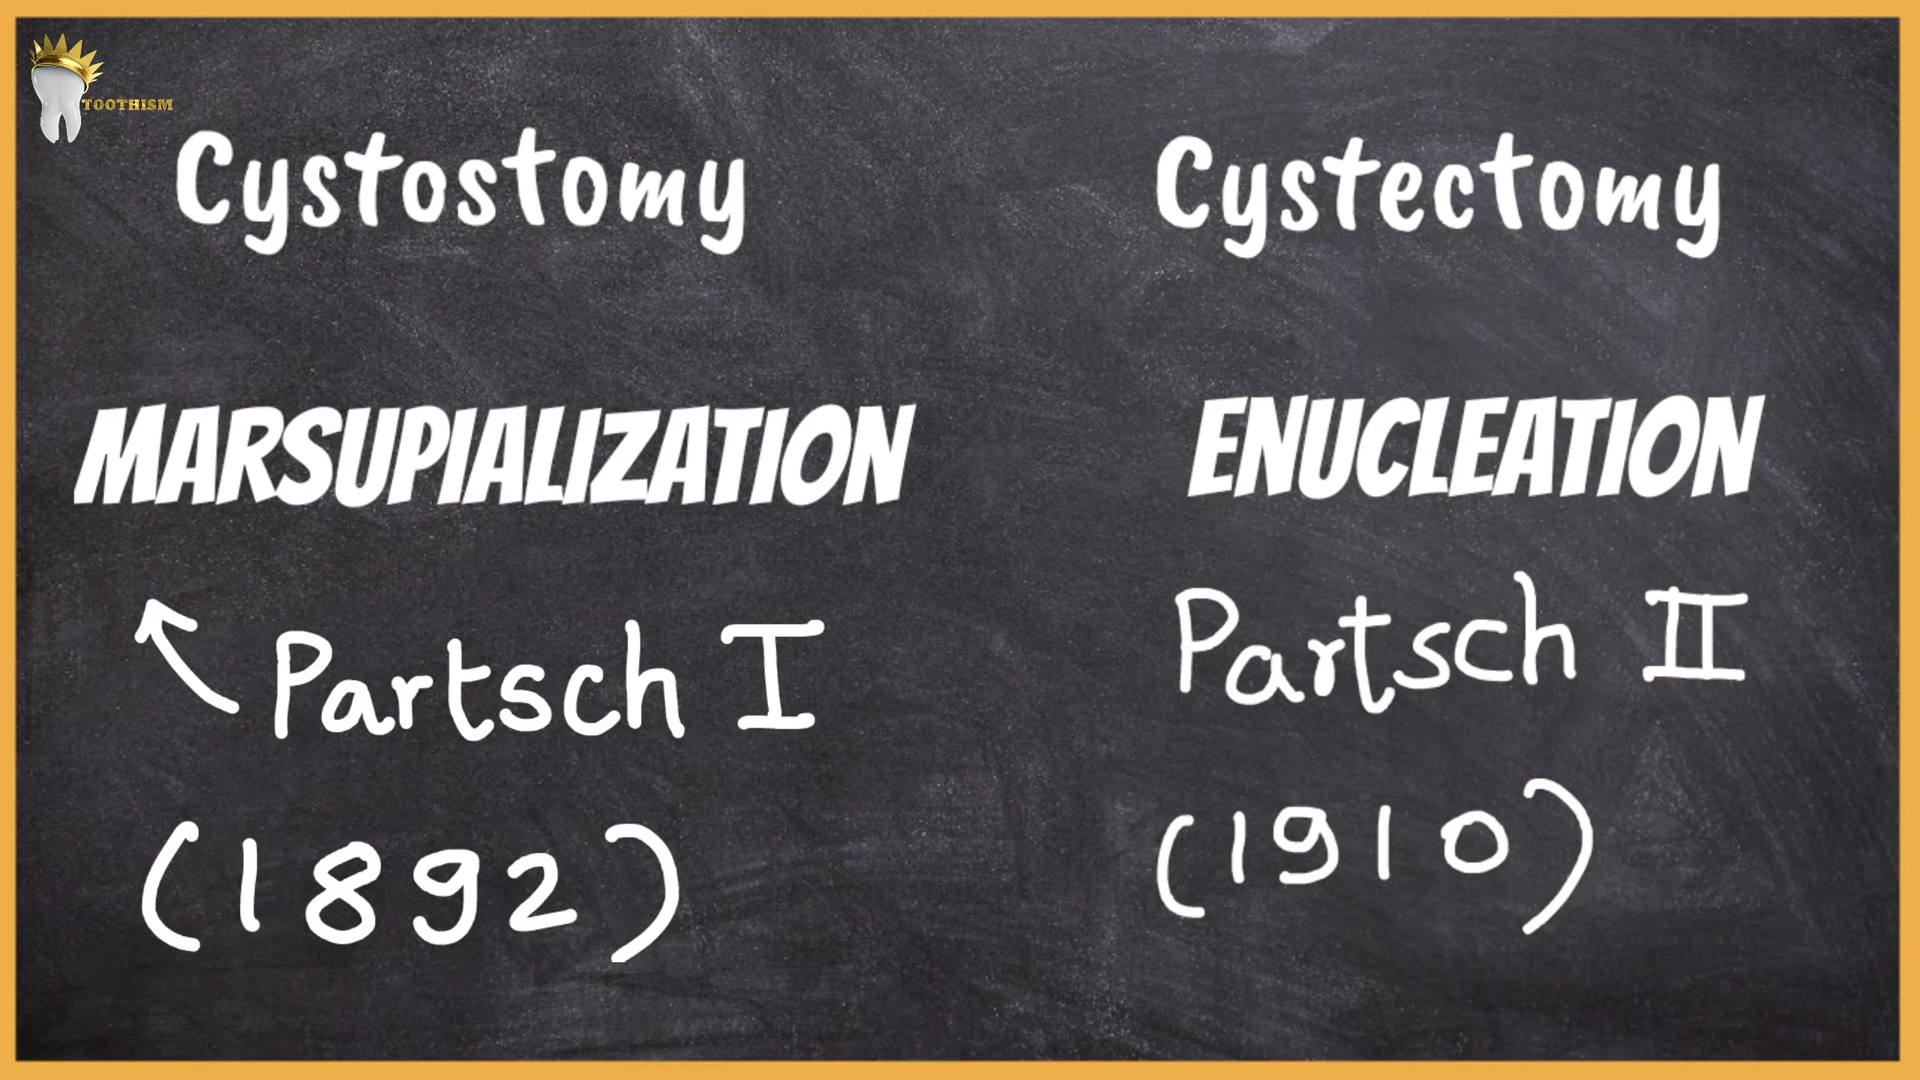 TOOTHISM
Cystostomy
MARSUPIALIZATION
Partsch I
(1892)
Cystectomy
ENUCLEATION
Partsch II
(1910)